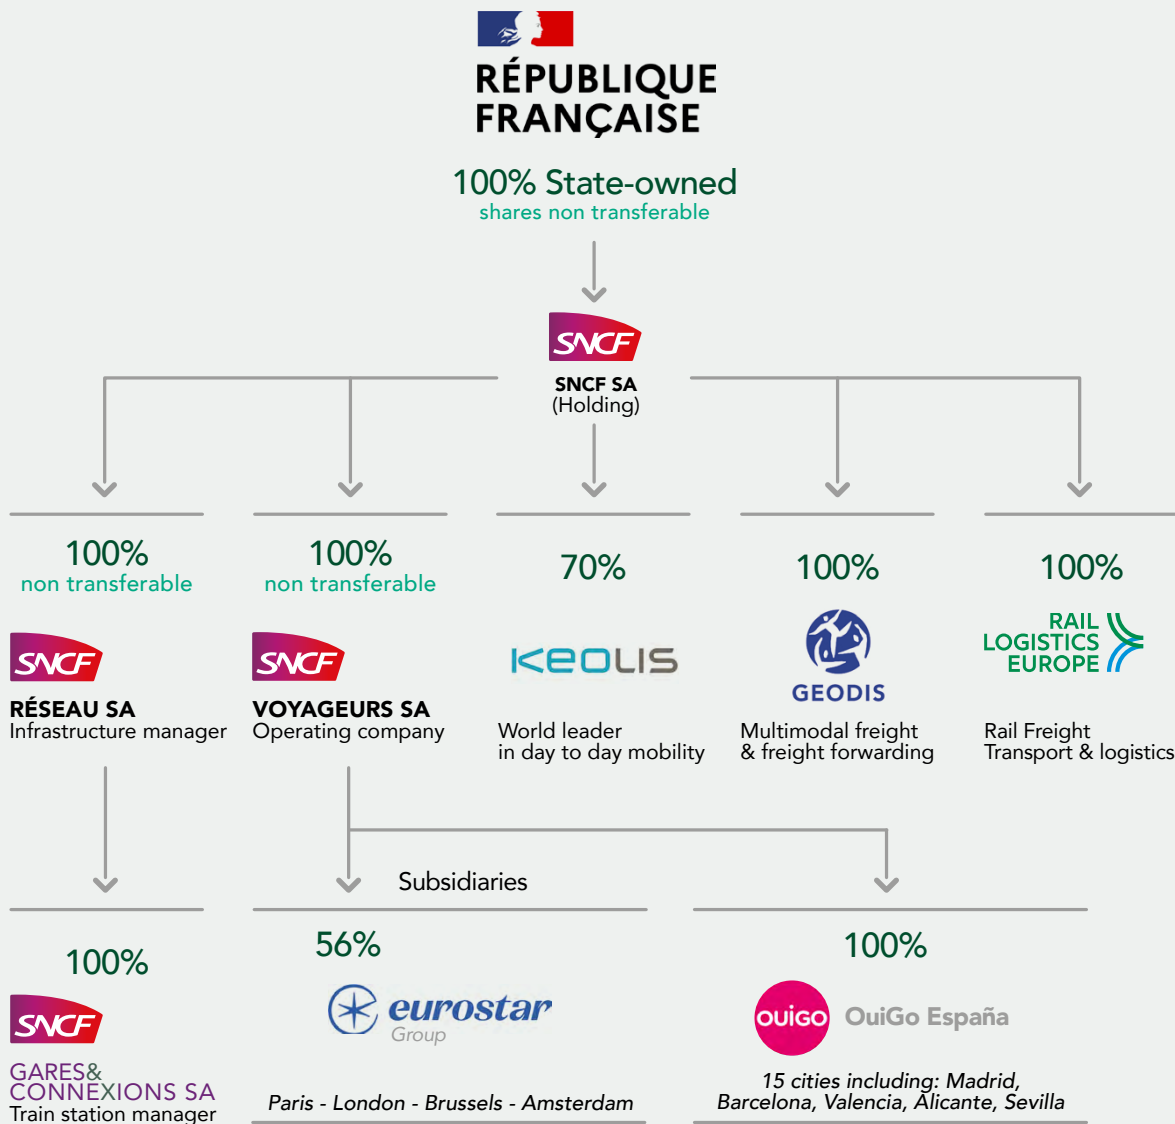 RÉPUBLIQUE
FRANÇAISE
100% State-owned
shares non transferable
SNCF
SNCF SA
(Holding)
100%
non transferable
SNCF
RÉSEAU SA
Infrastructure manager
100%
non transferable
SNCF
VOYAGEURS SA
Operating company
70%
KEOLIS
World leader
in day to day mobility
100%
GEODIS
Multimodal freight
& freight forwarding
100%
RAIL
LOGISTICS
EUROPE
Rail Freight
Transport & logistics
Subsidiaries
100%
SNCF
GARES&
CONNEXIONS SA
Train station manager
56%
eurostar
Group
Paris - London - Brussels - Amsterdam
100%
OUIGO
OuiGo España
15 cities including: Madrid,
Barcelona, Valencia, Alicante, Sevilla